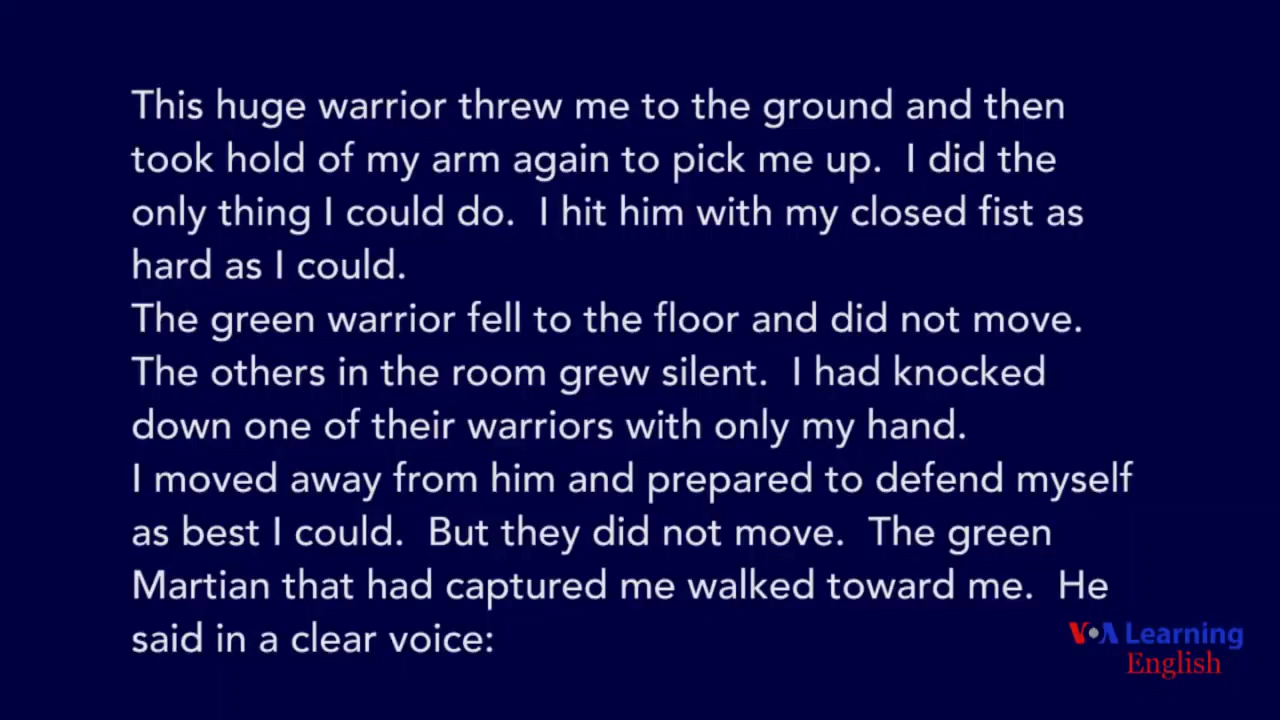 This huge warrior threw me to the ground and then
took hold of my arm again to pick me up.  I did the
only thing I could do.  I hit him with my closed fist as
hard as I could.
The green warrior fell to the floor and did not move.
The others in the room grew silent.  I had knocked
down one of their warriors with only my hand.
I moved away from him and prepared to defend myself
as best I could.  But they did not move.  The green
Martian that had captured me walked toward me.  He
said in a clear voice:
VOA Learning
English